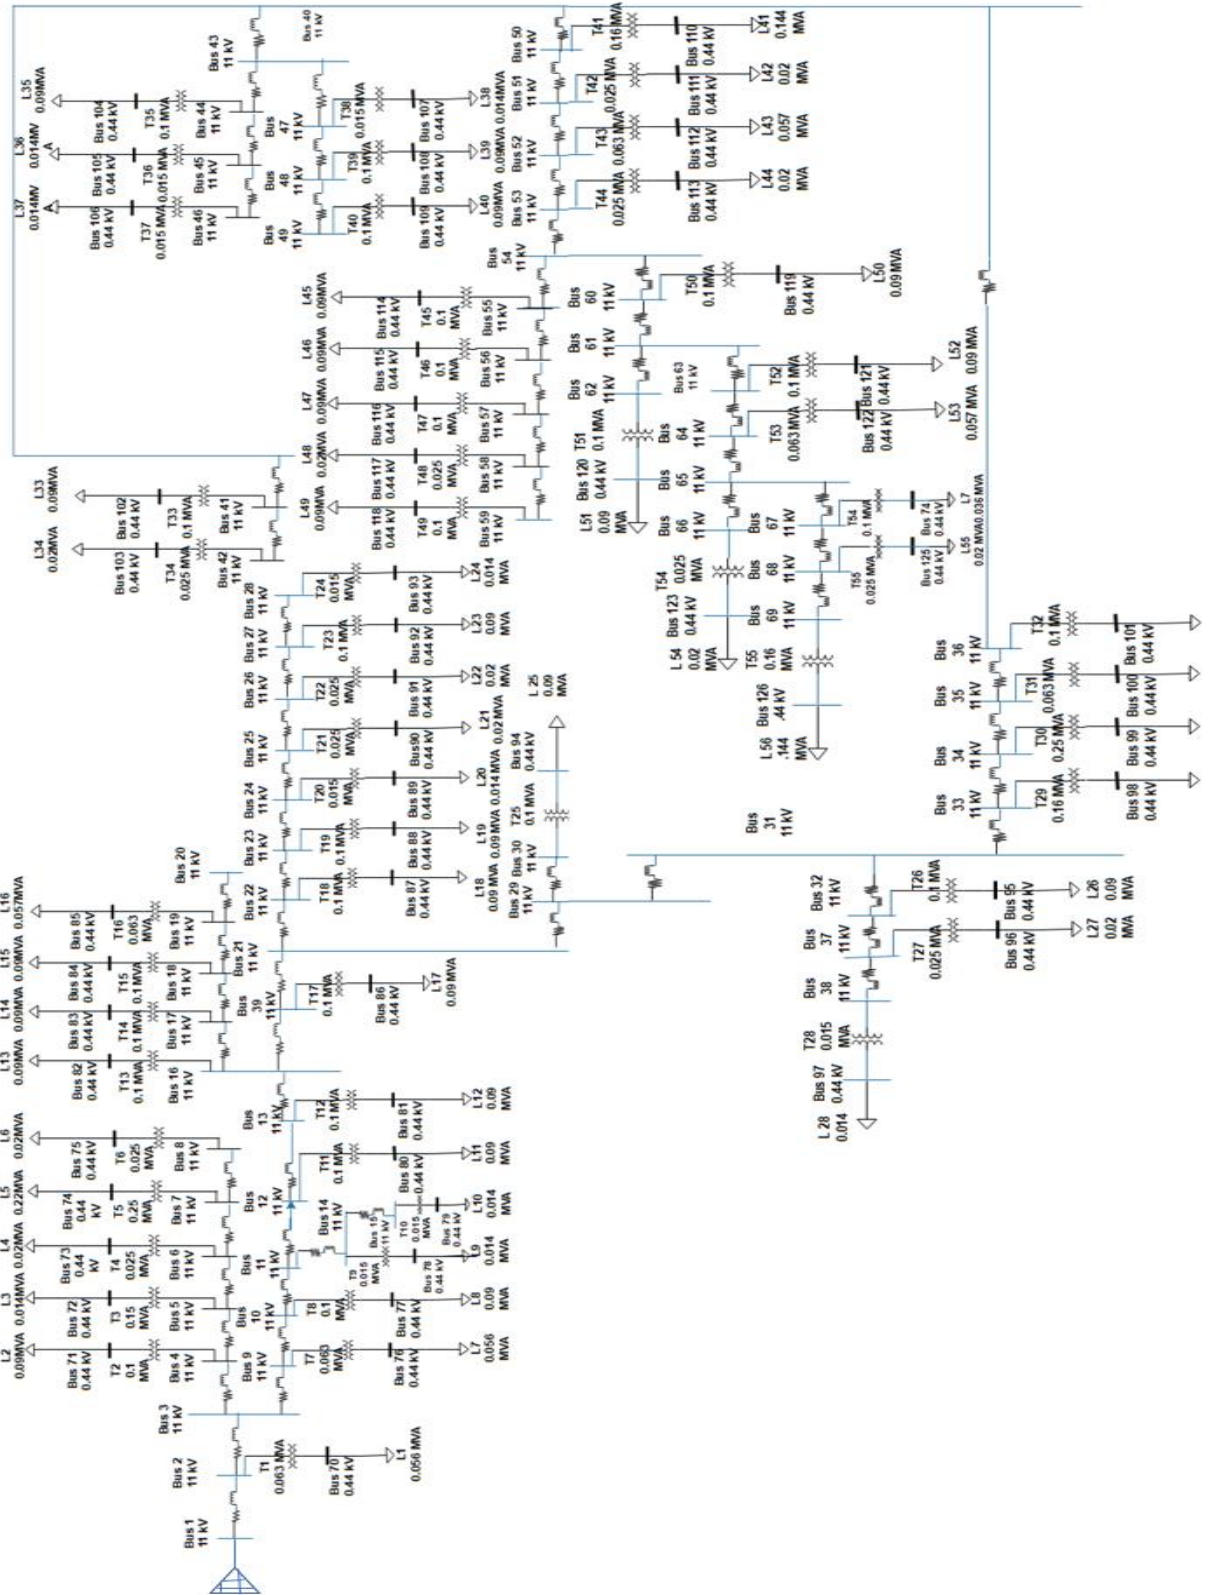 Bus 1
11 kV
Bus 2
11 kV
T1
0.063 MVA
Bus 70
0.44 kV
L1
0.056 MVA
Bus 3
11 kV
L2
0.09MVA
Bus 71
0.44 kV
T2
0.1
MVA
Bus 4
11 kV
L3
0.014MVA
Bus 72
0.44 kV
T3
0.15
MVA
Bus 5
11 kV
L4
0.02MVA
Bus 73
0.44
kV
T4
0.025
MVA
Bus 6
11 kV
L5
0.22MVA
Bus 74
0.44
kV
T5
0.25
MVA
Bus 7
11 kV
L6
0.02MVA
Bus 75
0.44 kV
T6
0.025
MVA
Bus 8
11 kV
Bus 9
11 kV
T7
0.063
MVA
Bus 76
0.44 kV
L7
0.056
MVA
Bus
10
11 kV
T8
0.1
MVA
Bus 77
0.44 kV
L8
0.09
MVA
Bus
11
11 kV
Bus 14
11 kV
T9
0.015
MVA
Bus 78
0.44 kV
L9
0.014
MVA
Bus 15
11 kV
T10
0.015
MVA
Bus 79
0.44 kV
L10
0.014
MVA
Bus
12
11 kV
T11
0.1 MVA
Bus 80
0.44 kV
L11
0.09
MVA
Bus
13
11 kV
T12
0.1 MVA
Bus 81
0.44 kV
L12
0.09
MVA
L13
0.09MVA
Bus 82
0.44 kV
T13
0.1 MVA
Bus 16
11 kV
L14
0.09MVA
Bus 83
0.44 kV
T14
0.1 MVA
Bus 17
11 kV
L15
0.09MVA
Bus 84
0.44 kV
T15
0.1 MVA
Bus 18
11 kV
L16
0.057MVA
Bus 85
0.44 kV
T16
0.063
MVA
Bus 19
11 kV
Bus 20
11 kV
Bus
39
11 kV
T17
0.1 MVA
Bus 86
0.44 kV
L17
0.09 MVA
Bus 21
11 kV
Bus 22
11 kV
T18
0.1 MVA
Bus 87
0.44 kV
L18
0.09 MVA
Bus 23
11 kV
T19
0.1 MVA
Bus 88
0.44 kV
L19
0.09 MVA
Bus 24
11 kV
T20
0.015
MVA
Bus 89
0.44 kV
L20
0.014 MVA
Bus 25
11 kV
T21
0.025
MVA
Bus90
0.44 kV
L21
0.02 MVA
Bus 26
11 kV
T22
0.025
MVA
Bus 91
0.44 kV
L22
0.02
MVA
Bus 27
11 kV
T23
0.1 MVA
Bus 92
0.44 kV
L23
0.09
MVA
Bus 28
11 kV
T24
0.015
MVA
Bus 93
0.44 kV
L24
0.014
MVA
Bus 29
11 kV
Bus 30
11 kV
T25
0.1 MVA
Bus 94
0.44 kV
L 25
0.09
MVA
Bus
31
11 kV
Bus 32
11 kV
T26
0.1 MVA
Bus 95
0.44 kV
L26
0.09
MVA
Bus
37
11 kV
T27
0.025 MVA
Bus 96
0.44 kV
L27
0.02
MVA
Bus
38
11 kV
T28
0.015
MVA
Bus 97
0.44 kV
L 28
0.014
Bus
33
11 kV
T29
0.16 MVA
Bus 98
0.44 kV
Bus
34
11 kV
T30
0.25 MVA
Bus 99
0.44 kV
Bus
35
11 kV
T31
0.063 MVA
Bus 100
0.44 kV
Bus
36
11 kV
T32
0.1 MVA
Bus 101
0.44 kV
L33
0.09MVA
Bus 102
0.44 kV
T33
0.1 MVA
Bus 41
11 kV
L34
0.02MVA
Bus 103
0.44 kV
T34
0.025 MVA
Bus 42
11 kV
Bus 40
11 kV
Bus 43
11 kV
L35
0.09MVA
Bus 104
0.44 kV
T35
0.1 MVA
Bus 44
11 kV
L36
0.014MV
A
Bus 105
0.44 kV
T36
0.015 MVA
Bus 45
11 kV
L37
0.014MV
A
Bus 106
0.44 kV
T37
0.015 MVA
Bus 46
11 kV
Bus
47
11 kV
T38
0.015 MVA
Bus 107
0.44 kV
L38
0.014MVA
Bus
48
11 kV
T39
0.1 MVA
Bus 108
0.44 kV
L39
0.09MVA
Bus
49
11 kV
T40
0.1 MVA
Bus 109
0.44 kV
L40
0.09MVA
Bus 50
11 kV
T41
0.16 MVA
Bus 110
0.44 kV
L41
0.144
MVA
Bus 51
11 kV
T42
0.025 MVA
Bus 111
0.44 kV
L42
0.02
MVA
Bus 52
11 kV
T43
0.063 MVA
Bus 112
0.44 kV
L43
0.057
MVA
Bus 53
11 kV
T44
0.025 MVA
Bus 113
0.44 kV
L44
0.02
MVA
Bus
54
11 kV
L45
0.09MVA
Bus 114
0.44 kV
T45
0.1
MVA
Bus 55
11 kV
L46
0.09MVA
Bus 115
0.44 kV
T46
0.1
MVA
Bus 56
11 kV
L47
0.09MVA
Bus 116
0.44 kV
T47
0.1
MVA
Bus 57
11 kV
L48
0.02MVA
Bus 117
0.44 kV
T48
0.025
MVA
Bus 58
11 kV
L49
0.09MVA
Bus 118
0.44 kV
T49
0.1
MVA
Bus 59
11 kV
Bus
60
11 kV
T50
0.1 MVA
Bus 119
0.44 kV
L50
0.09 MVA
Bus
61
11 kV
Bus
62
11 kV
T51
0.1 MVA
Bus 120
0.44 kV
L51
0.09
MVA
Bus 63
11 kV
T52
0.1 MVA
Bus 121
0.44 kV
L52
0.09 MVA
Bus
64
11 kV
T53
0.063 MVA
Bus 122
0.44 kV
L53
0.057 MVA
Bus
65
11 kV
Bus
66
11 kV
T54
0.025
MVA
Bus 123
0.44 kV
L 54
0.02
MVA
Bus
67
11 kV
T54
0.1 MVA
Bus 74
0.44 kV
L7
0.036 MVA
Bus
68
11 kV
T55
0.025 MVA
Bus 125
0.44 kV
L55
0.02 MVA
Bus
69
11 kV
T55
0.16
MVA
Bus 126
.44 kV
L56
.144
MVA